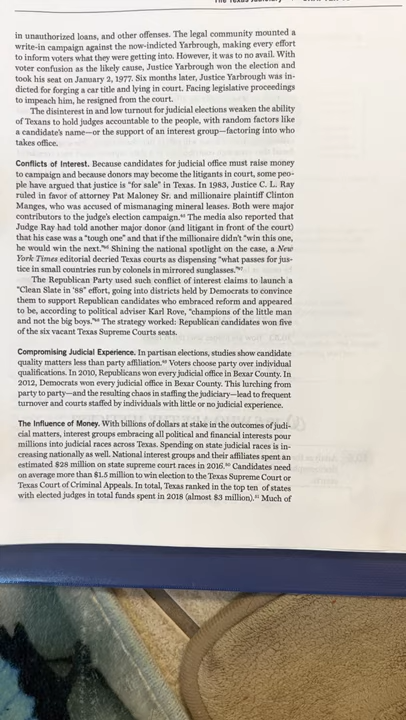 The Texas Judiciary
in unauthorized loans, and other offenses. The legal community mounted a
write-in campaign against the now-indicted Yarbrough, making every effort
to inform voters what they were getting into. However, it was to no avail. With
voter confusion as the likely cause, Justice Yarbrough won the election and
took his seat on January 2, 1977. Six months later, Justice Yarbrough was in-
dicted for forging a car title and lying in court. Facing legislative proceedings
to impeach him, he resigned from the court.
The disinterest in and low turnout for judicial elections weaken the ability
of Texans to hold judges accountable to the people, with random factors like
a candidate's name—or the support of an interest group—factoring into who
takes office.
Conflicts of Interest. Because candidates for judicial office must raise money
to campaign and because donors may become the litigants in court, some peo-
ple have argued that justice is "for sale" in Texas. In 1983, Justice C. L. Ray
ruled in favor of attorney Pat Maloney Sr. and millionaire plaintiff Clinton
Manges, who was accused of mismanaging mineral leases. Both were major
contributors to the judge's election campaign. The media also reported that
Judge Ray had told another major donor (and litigant in front of the court)
that his case was a "tough one" and that if the millionaire didn't "win this one,
he would win the next." Shining the national spotlight on the case, a New
York Times editorial decried Texas courts as dispensing "what passes for jus-
tice in small countries run by colonels in mirrored sunglasses."
The Republican Party used such conflict of interest claims to launch a
"Clean Slate in '88" effort, going into districts held by Democrats to convince
them to support Republican candidates who embraced reform and appeared
to be, according to political adviser Karl Rove, "champions of the little man
and not the big boys." The strategy worked: Republican candidates won five
of the six vacant Texas Supreme Courts seats.
Compromising Judicial Experience. In partisan elections, studies show candidate
quality matters less than party affiliation. Voters choose party over individual
qualifications. In 2010, Republicans won every judicial office in Bexar County. In
2012, Democrats won every judicial office in Bexar County. This lurching from
party to party—and the resulting chaos in staffing the judiciary—lead to frequent
turnover and courts staffed by individuals with little or no judicial experience.
The Influence of Money. With billions of dollars at stake in the outcomes of judi-
cial matters, interest groups embracing all political and financial interests pour
millions into judicial races across Texas. Spending on state judicial races is in-
creasing nationally as well. National interest groups and their affiliates spent an
estimated $28 million on state supreme court races in 2016.⁵⁰ Candidates need
on average more than $1.5 million to win election to the Texas Supreme Court or
Texas Court of Criminal Appeals. In total, Texas ranked in the top ten of states
with elected judges in total funds spent in 2018 (almost $3 million).⁵¹ Much of